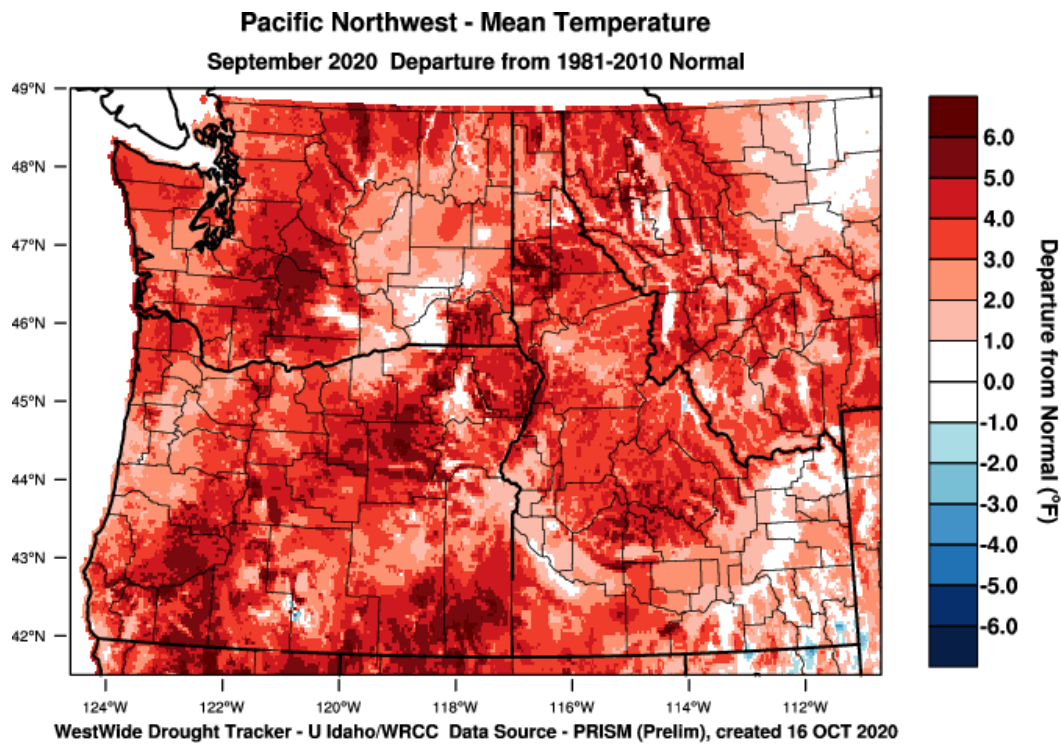 Pacific Northwest - Mean Temperature
September 2020 Departure from 1981-2010 Normal
49°N
48°N
47°N
46°N
45°N
44°N
43°N
42°N
124°W
122°W
120°W
118°W
116°W
114°W
112°W
6.0
5.0
4.0
3.0
2.0
1.0
0.0
-1.0
-2.0
-3.0
-4.0
-5.0
-6.0
Departure from Normal (°F)
WestWide Drought Tracker - U Idaho/WRCC Data Source - PRISM (Prelim), created 16 OCT 2020